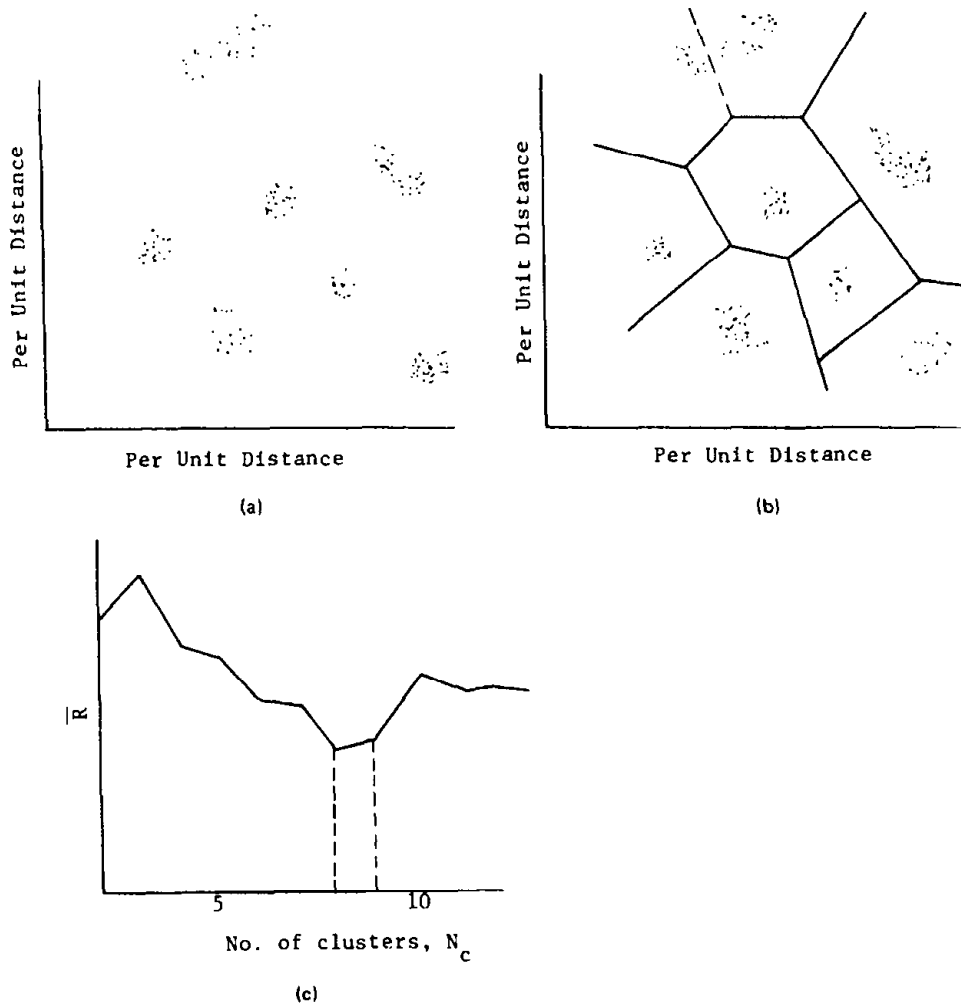 Per Unit Distance
Per Unit Distance
(a)
Per Unit Distance
Per Unit Distance
(b)
R̅
5 10
No. of clusters, N_c
(c)